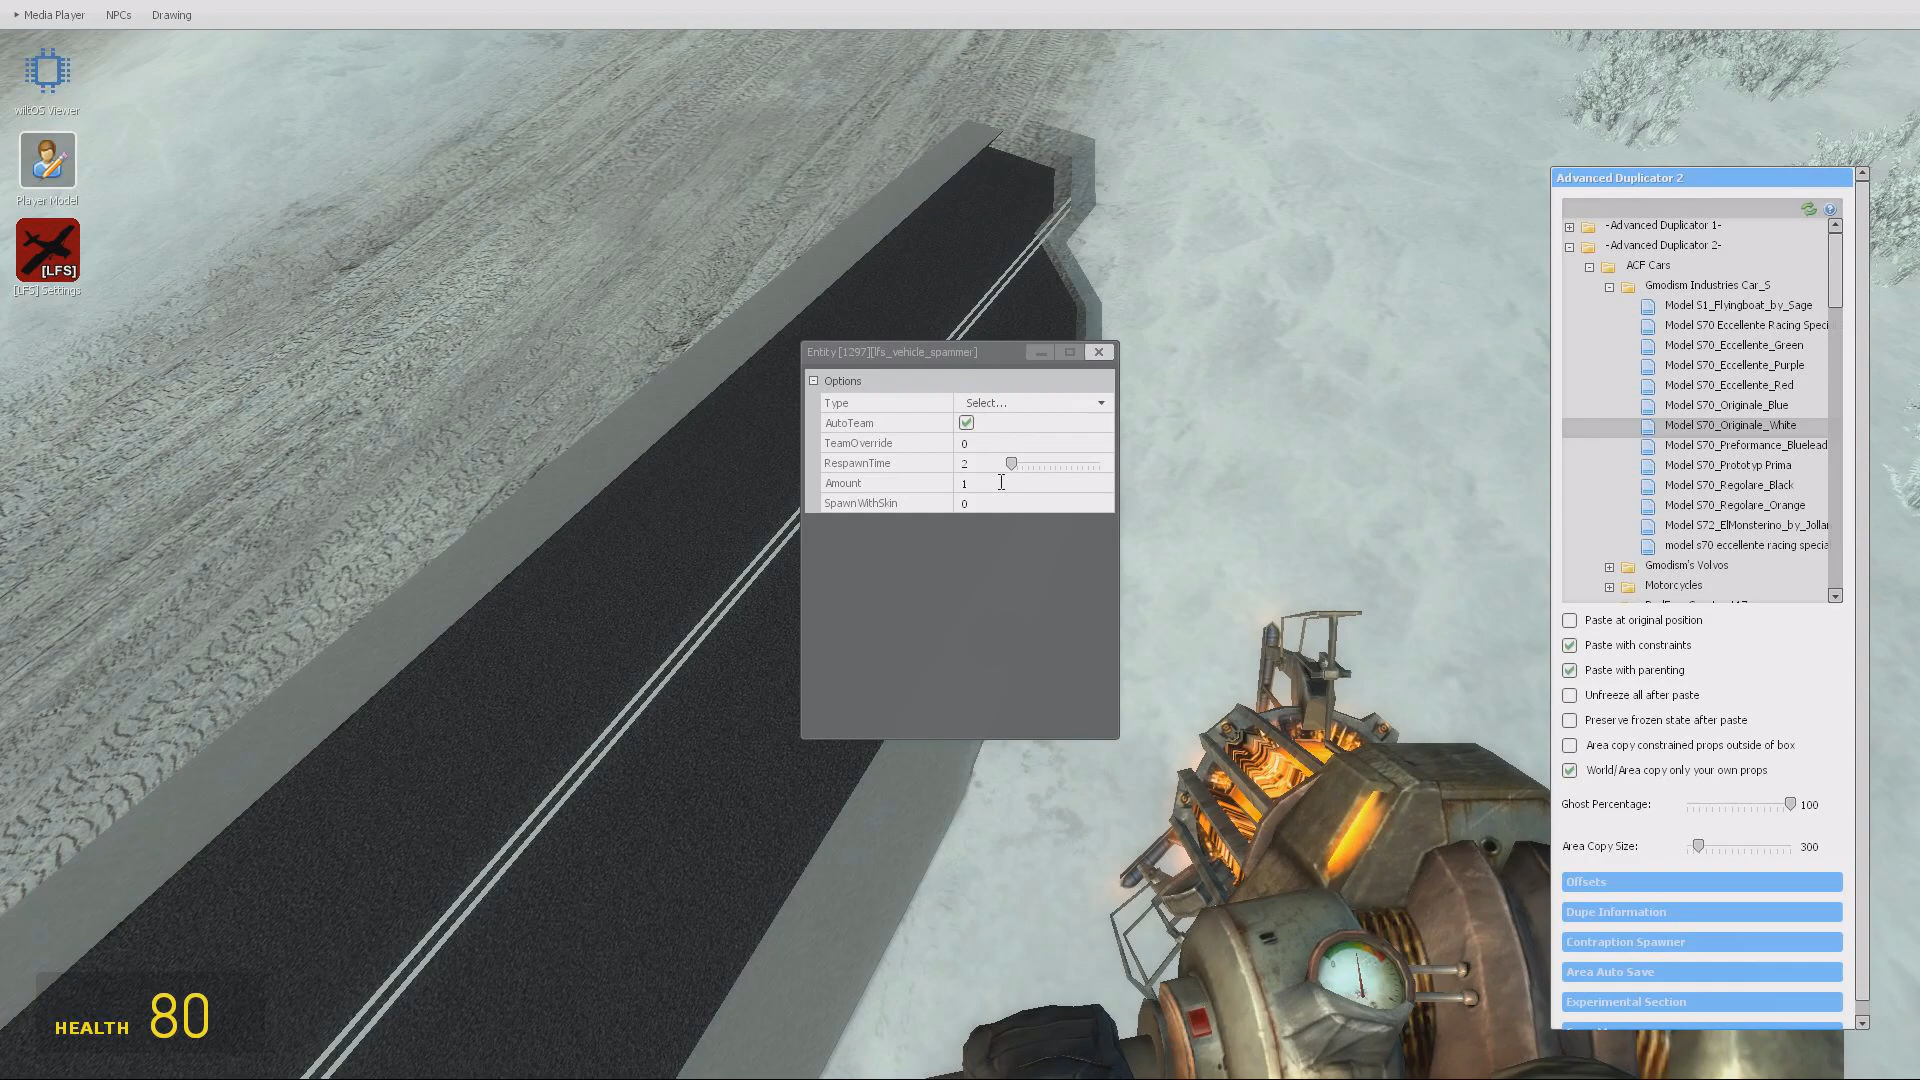 Media Player NPCs Drawing
wiltOS Viewer
Player Model
[LFS]
[LFS] Settings
Entity [1297][lfs_vehicle_spammer]
Options
Type Select...
AutoTeam
TeamOverride 0
RespawnTime 2
Amount 1
SpawnWithSkin 0
Advanced Duplicator 2
-Advanced Duplicator 1-
-Advanced Duplicator 2-
ACF Cars
Gmodism Industries Car_S
Model S1_Flyingboat_by_Sage
Model S70 Eccellente Racing Speci
Model S70_Eccellente_Green
Model S70_Eccellente_Purple
Model S70_Eccellente_Red
Model S70_Originale_Blue
Model S70_Originale_White
Model S70_Preformance_Bluelead
Model S70_Prototyp Prima
Model S70_Regolare_Black
Model S70_Regolare_Orange
Model S72_ElMonsterino_by_Jollar
model s70 eccellente racing specia
Gmodism's Volvos
Motorcycles
Paste at original position
Paste with constraints
Paste with parenting
Unfreeze all after paste
Preserve frozen state after paste
Area copy constrained props outside of box
World/Area copy only your own props
Ghost Percentage: 100
Area Copy Size: 300
Offsets
Dupe Information
Contraption Spawner
Area Auto Save
Experimental Section
HEALTH 80